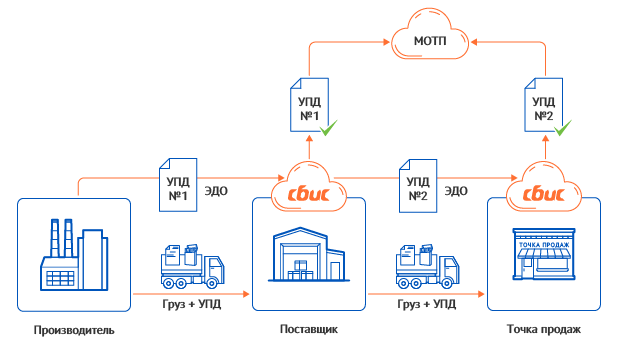 МОТП
УПД
№1
УПД
№2
УПД
№1
ЭДО
сбис
УПД
№2
ЭДО
сбис
ТОЧКА ПРОДАЖ
Груз + УПД
Груз + УПД
Производитель
Поставщик
Точка продаж